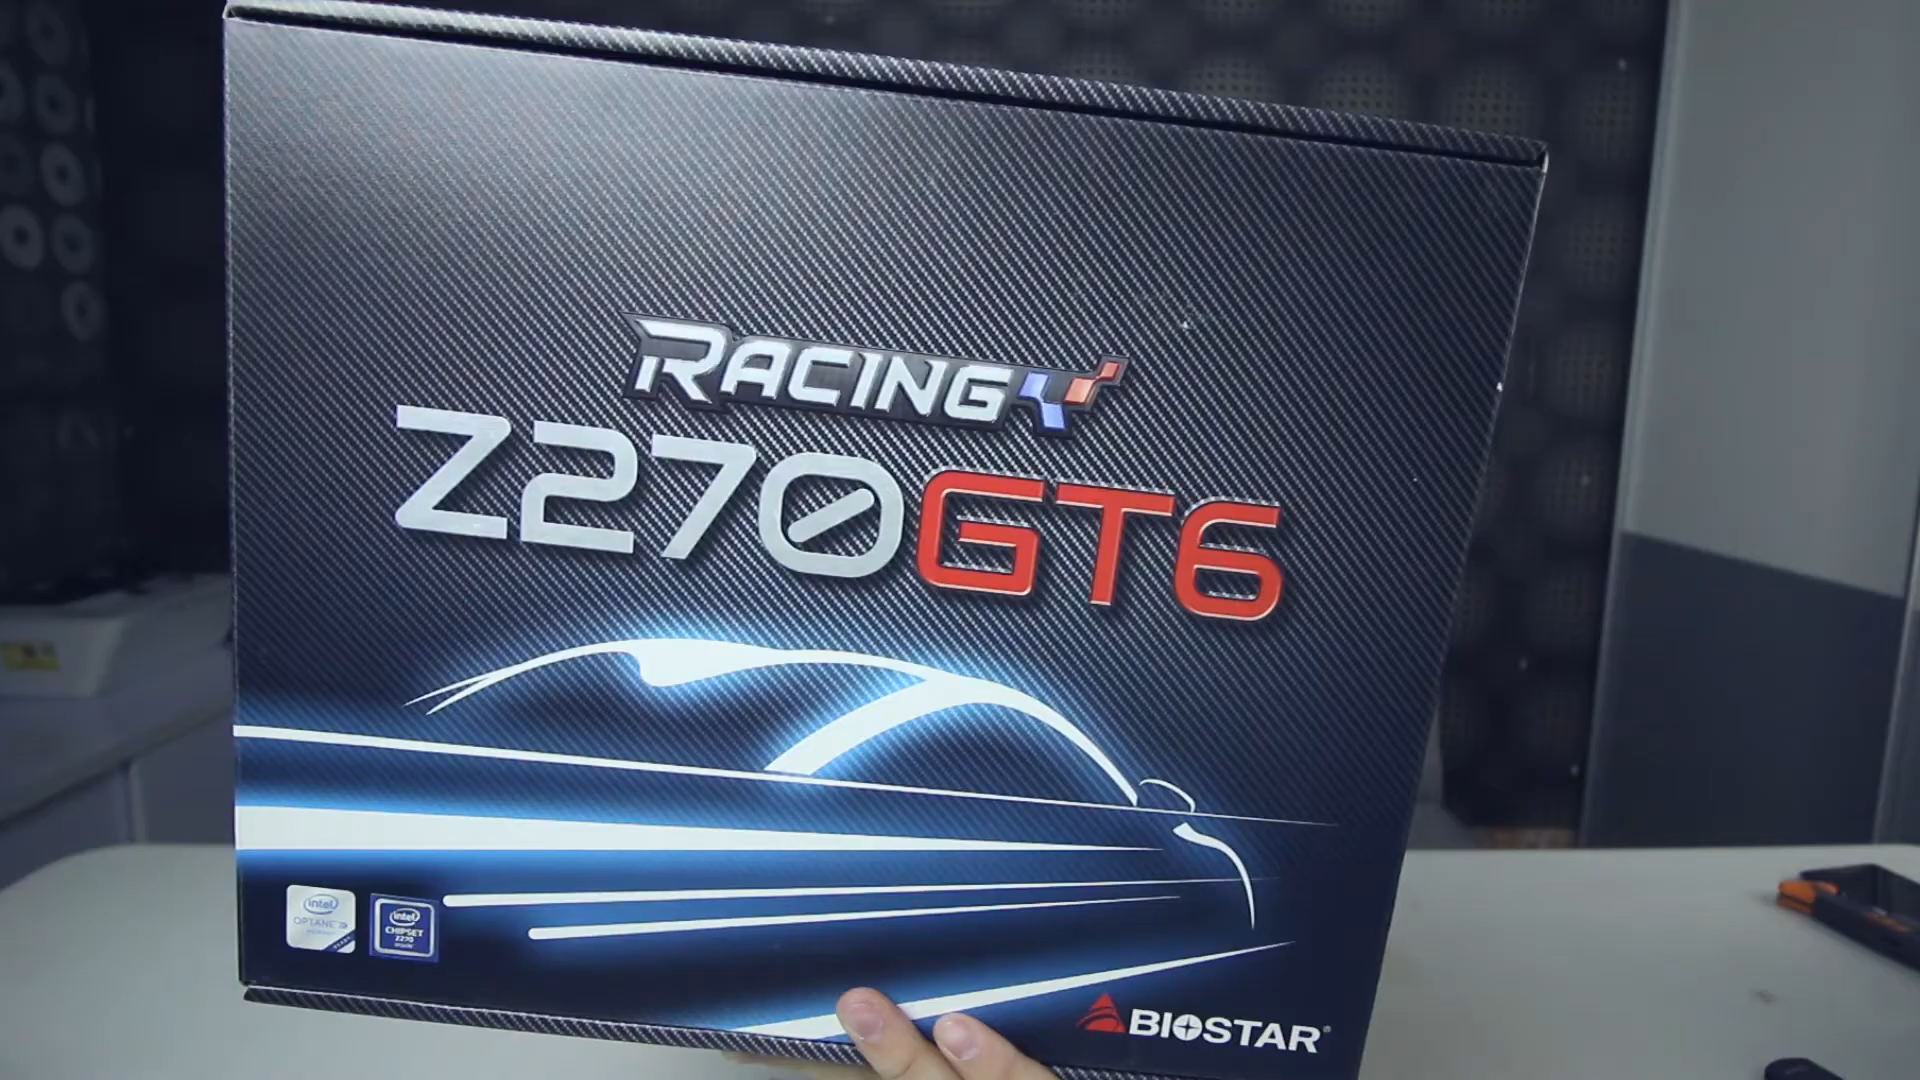 RACING
Z270GT6
intel
OPTANE
intel
CHIPSET
Z270
BIOSTAR®